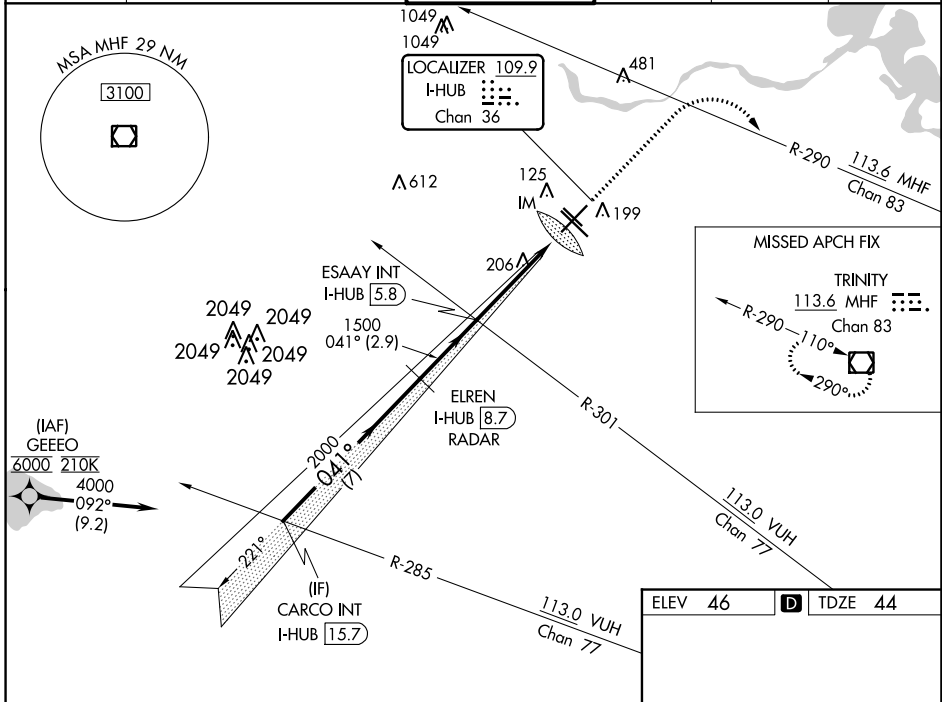 MSA MHF 29 NM
3100
1049
1049
LOCALIZER 109.9
I-HUB
Chan 36
481
R-290
113.6 MHF
Chan 83
612
125
IM
199
206
MISSED APCH FIX
TRINITY
113.6 MHF
Chan 83
R-290
110°
290°
ESAAY INT
I-HUB 5.8
1500
041° (2.9)
2049
2049
2049
2049
2049
ELREN
I-HUB 8.7
RADAR
R-301
113.0 VUH
Chan 77
(IAF)
GEEEO
6000 210K
4000
092°
(9.2)
2000
041°
(7)
221°
(IF)
CARCO INT
I-HUB 15.7
R-285
113.0 VUH
Chan 77
ELEV 46 D TDZE 44